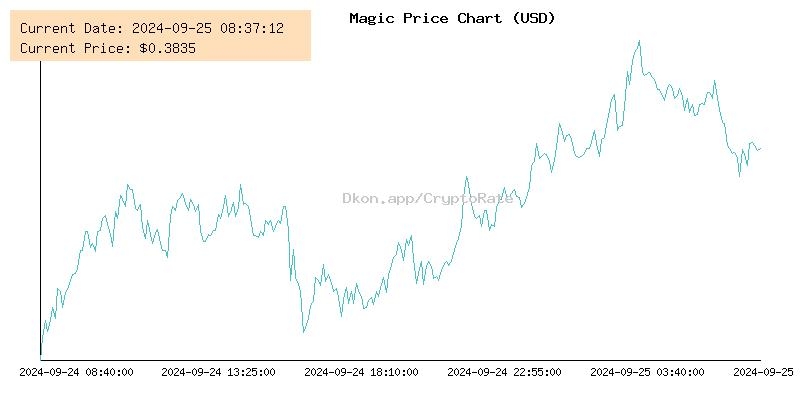 Magic Price Chart (USD)
Current Date: 2024-09-25 08:37:12
Current Price: $0.3835
Dkon.app/CryptoRate
2024-09-24 08:40:00 2024-09-24 13:25:00 2024-09-24 18:10:00 2024-09-24 22:55:00 2024-09-25 03:40:00 2024-09-25